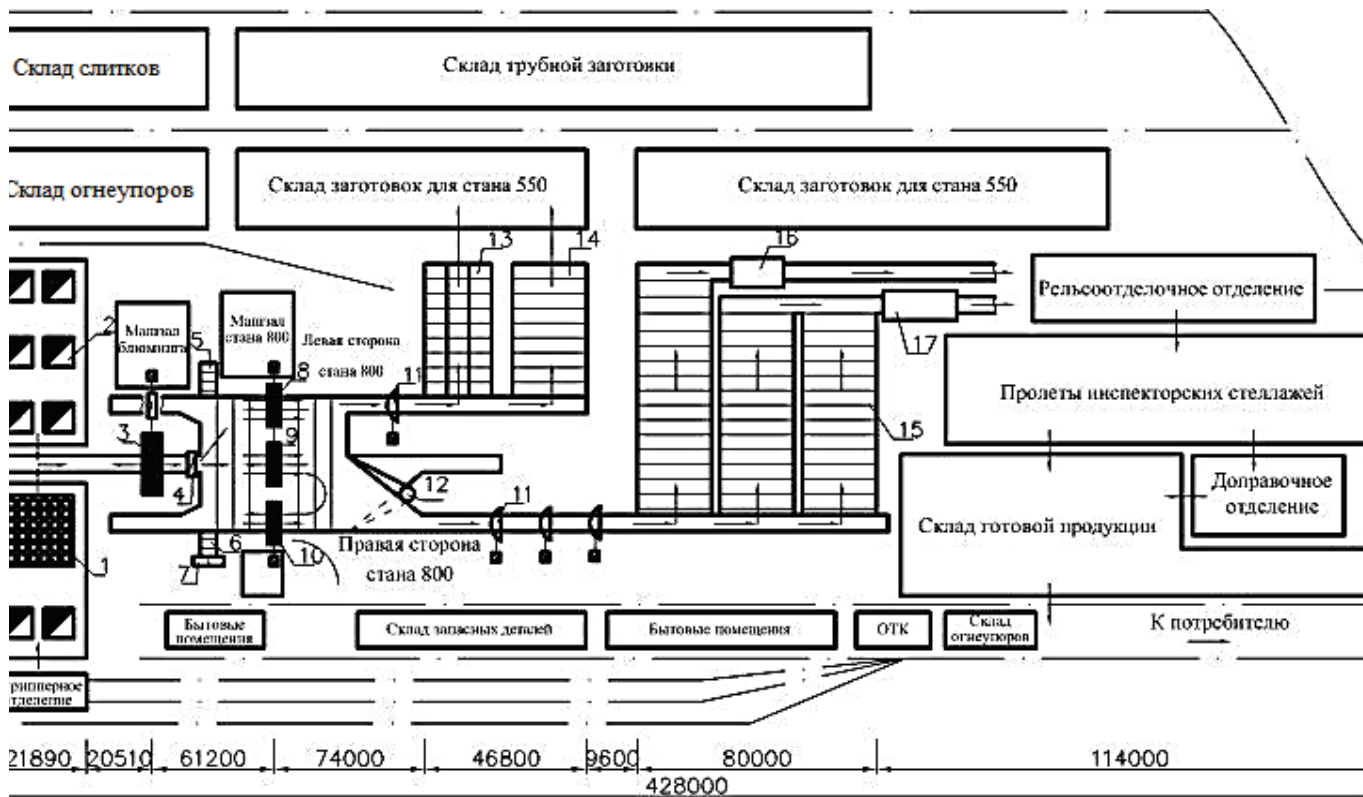 Склад слитков
Склад трубной заготовки
Склад огнеупоров
Склад заготовок для стана 550
Склад заготовок для стана 550
13
14
16
2
Машзал
блюминга
5
Машзал
стана 800
Левая сторона
стана 800
8
11
17
Рельсоотделочное отделение
Пролеты инспекторских стеллажей
3
4
9
15
12
11
1
6
7
10
Правая сторона
стана 800
Склад готовой продукции
Доправочное
отделение
Бытовые
помещения
Склад запасных деталей
Бытовые помещения
ОТК
Склад
огнеупоров
К потребителю
21890
20510
61200
74000
46800
9600
80000
114000
428000